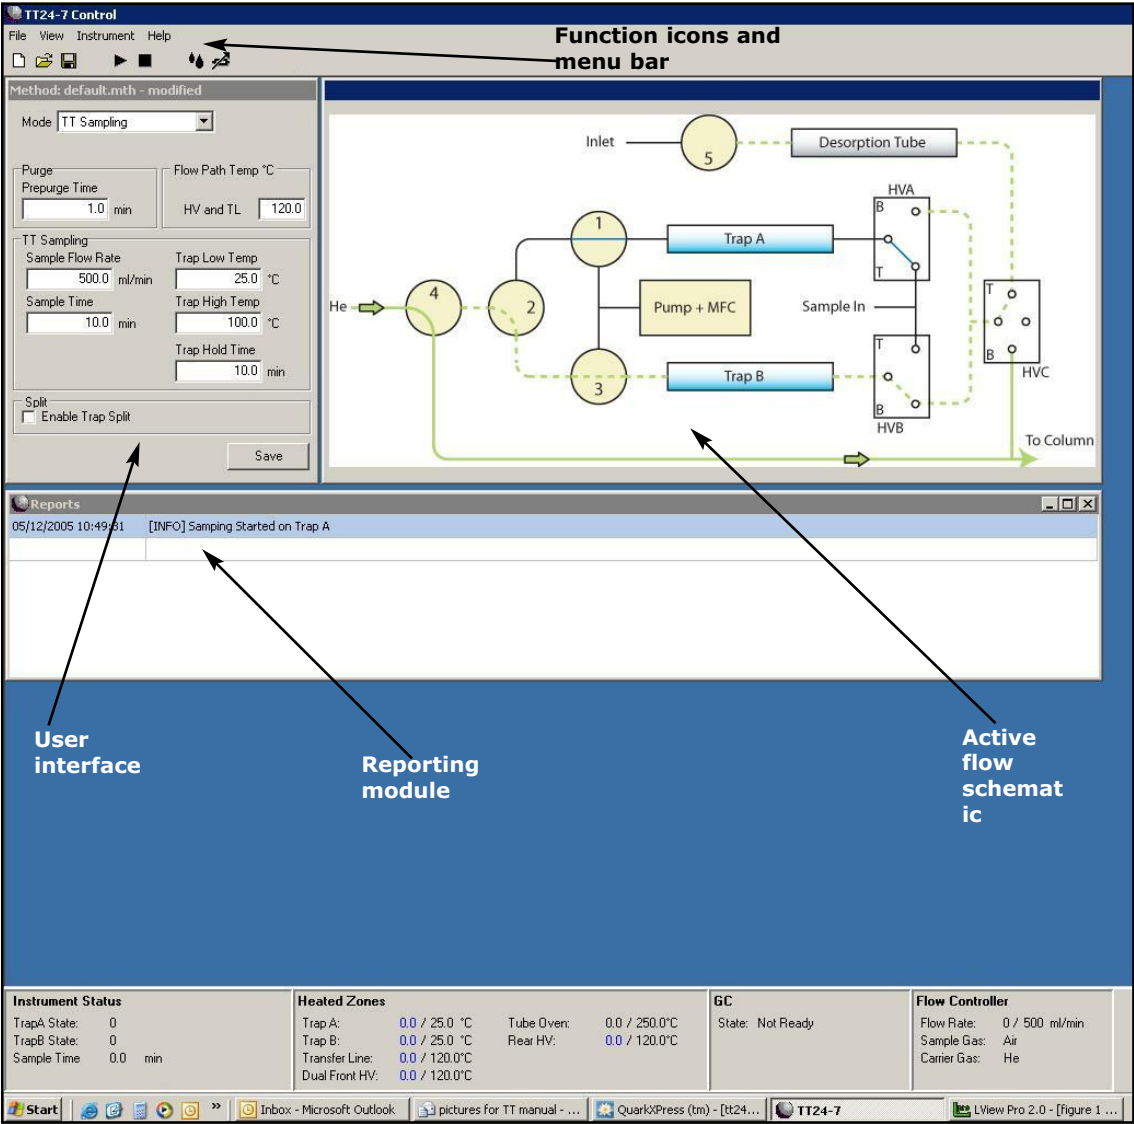 TT24-7 Control
File View Instrument Help
Function icons and
menu bar
Method: default.mth - modified
Mode TT Sampling
Purge
Prepurge Time
1.0 min
Flow Path Temp °C
HV and TL 120.0
TT Sampling
Sample Flow Rate
500.0 ml/min
Sample Time
10.0 min
Trap Low Temp
25.0 °C
Trap High Temp
100.0 °C
Trap Hold Time
10.0 min
Split
Enable Trap Split
Save
Inlet
5
Desorption Tube
HVA
B
T
1
Trap A
He
4
2
Pump + MFC
Sample In
T
B
HVC
3
Trap B
T
B
HVB
To Column
Reports
05/12/2005 10:49:31 [INFO] Samping Started on Trap A
User
interface
Reporting
module
Active
flow
schemat
ic
Instrument Status
TrapA State: 0
TrapB State: 0
Sample Time 0.0 min
Heated Zones
Trap A: 0.0 / 25.0 °C Tube Oven: 0.0 / 250.0°C
Trap B: 0.0 / 25.0 °C Rear HV: 0.0 / 120.0°C
Transfer Line: 0.0 / 120.0°C
Dual Front HV: 0.0 / 120.0°C
GC
State: Not Ready
Flow Controller
Flow Rate: 0 / 500 ml/min
Sample Gas: Air
Carrier Gas: He
Start » Inbox - Microsoft Outlook pictures for TT manual - ... QuarkXPress (tm) - [tt24... TT24-7 LView Pro 2.0 - [figure 1 ...